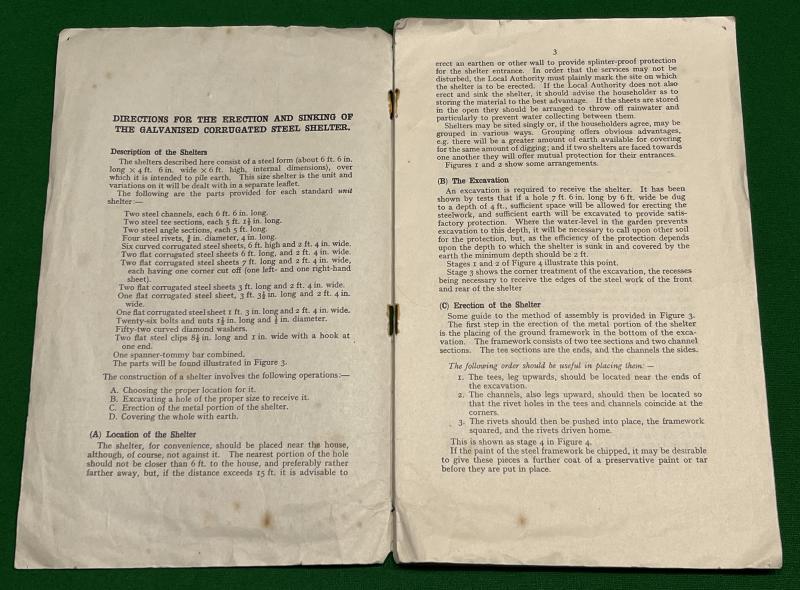 DIRECTIONS FOR THE ERECTION AND SINKING OF
THE GALVANISED CORRUGATED STEEL SHELTER.
Description of the Shelters
The shelters described here consist of a steel form (about 6 ft. 6 in.
long × 4 ft. 6 in. wide × 6 ft. high, internal dimensions), over
which it is intended to pile earth. This size shelter is the unit and
variations on it will be dealt with in a separate leaflet.
The following are the parts provided for each standard unit
shelter:—
Two steel channels, each 6 ft. 6 in. long.
Two steel tee sections, each 5 ft. 1½ in. long.
Two steel angle sections, each 5 ft. long.
Four steel rivets, ⅜ in. diameter, 4 in. long.
Six curved corrugated steel sheets, 6 ft. high and 2 ft. 4 in. wide.
Two flat corrugated steel sheets 6 ft. long, and 2 ft. 4 in. wide.
Two flat corrugated steel sheets 7 ft. long and 2 ft. 4 in. wide,
each having one corner cut off (one left- and one right-hand
sheet).
Two flat corrugated steel sheets 3 ft. long and 2 ft. 4 in. wide.
One flat corrugated steel sheet, 3 ft. 3½ in. long and 2 ft. 4 in.
wide.
One flat corrugated steel sheet 1 ft. 3 in. long and 2 ft. 4 in. wide.
Twenty-six bolts and nuts 1½ in. long and in. diameter.
Fifty-two curved diamond washers.
Two flat steel clips 8½ in. long and 1 in. wide with a hook at
one end.
One spanner-tommy bar combined.
The parts will be found illustrated in Figure 3.
The construction of a shelter involves the following operations:—
A. Choosing the proper location for it.
B. Excavating a hole of the proper size to receive it.
C. Erection of the metal portion of the shelter.
D. Covering the whole with earth.
(A) Location of the Shelter
The shelter, for convenience, should be placed near the house,
although, of course, not against it. The nearest portion of the hole
should not be closer than 6 ft. to the house, and preferably rather
farther away, but, if the distance exceeds 15 ft. it is advisable to
3
erect an earthen or other wall to provide splinter-proof protection
for the shelter entrance. In order that the services may not be
disturbed, the Local Authority must plainly mark the site on which
the shelter is to be erected. If the Local Authority does not also
erect and sink the shelter, it should advise the householder as to
storing the material to the best advantage. If the sheets are stored
in the open they should be arranged to throw off rainwater and
particularly to prevent water collecting between them.
Shelters may be sited singly or, if the householders agree, may be
grouped in various ways. Grouping offers obvious advantages,
e.g. there will be a greater amount of earth available for covering
for the same amount of digging; and if two shelters are faced towards
one another they will offer mutual protection for their entrances.
Figures 1 and 2 show some arrangements.
(B) The Excavation
An excavation is required to receive the shelter. It has been
shown by tests that if a hole 7 ft. 6 in. long by 6 ft. wide be dug
to a depth of 4 ft., sufficient space will be allowed for erecting the
steelwork, and sufficient earth will be excavated to provide satis-
factory protection. Where the water-level in the garden prevents
excavation to this depth, it will be necessary to call upon other soil
for the protection, but, as the efficiency of the protection depends
upon the depth to which the shelter is sunk in and covered by the
earth the minimum depth should be 2 ft.
Stages 1 and 2 of Figure 4 illustrate this point.
Stage 3 shows the corner treatment of the excavation, the recesses
being necessary to receive the edges of the steel work of the front
and rear of the shelter
(C) Erection of the Shelter
Some guide to the method of assembly is provided in Figure 3.
The first step in the erection of the metal portion of the shelter
is the placing of the ground framework in the bottom of the exca-
vation. The framework consists of two tee sections and two channel
sections. The tee sections are the ends, and the channels the sides.
The following order should be useful in placing them:—
1. The tees, leg upwards, should be located near the ends of
the excavation.
2. The channels, also legs upward, should then be located so
that the rivet holes in the tees and channels coincide at the
corners.
3. The rivets should then be pushed into place, the framework
squared, and the rivets driven home.
This is shown as stage 4 in Figure 4.
If the paint of the steel framework be chipped, it may be desirable
to give these pieces a further coat of a preservative paint or tar
before they are put in place.